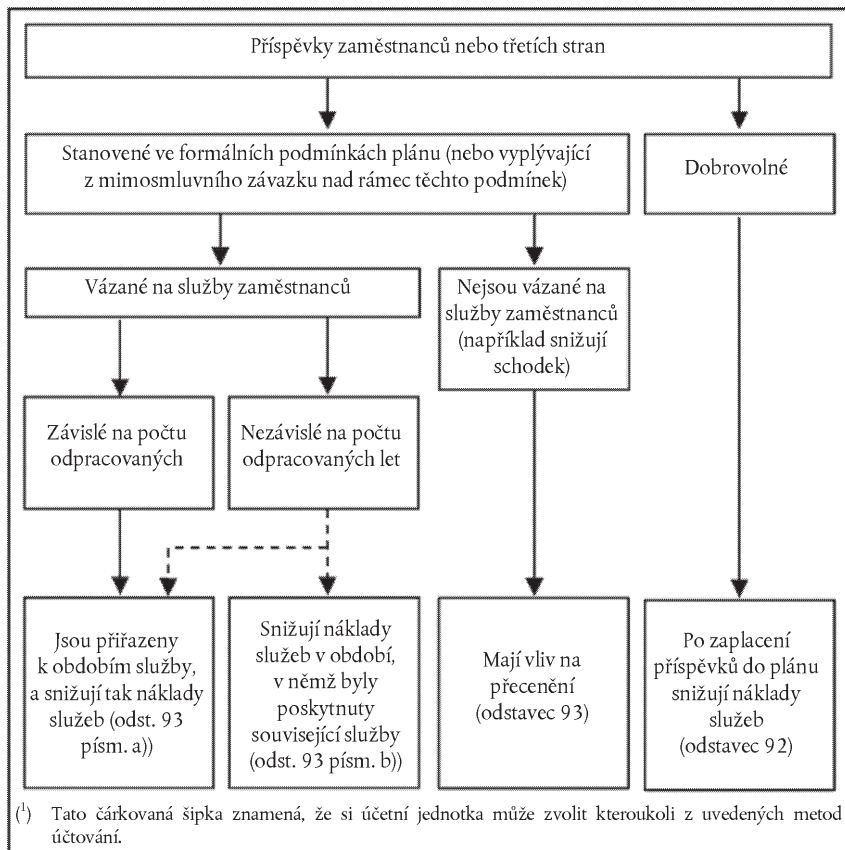 Příspěvky zaměstnanců nebo třetích stran
Stanovené ve formálních podmínkách plánu (nebo vyplývající
z mimosmluvního závazku nad rámec těchto podmínek)
Dobrovolné
Vázané na služby zaměstnanců
Nejsou vázané na
služby zaměstnanců
(například snižují
schodek)
Závislé na počtu
odpracovaných
Nezávislé na počtu
odpracovaných let
Jsou přiřazeny
k obdobím služby,
a snižují tak náklady
služeb (odst. 93
písm. a))
Snižují náklady
služeb v období,
v němž byly
poskytnuty
související služby
(odst. 93 písm. b))
Mají vliv na
přecenění
(odstavec 93)
Po zaplacení
příspěvků do plánu
snižují náklady
služeb
(odstavec 92)
(1) Tato čárkovaná šipka znamená, že si účetní jednotka může zvolit kteroukoli z uvedených metod
účtování.